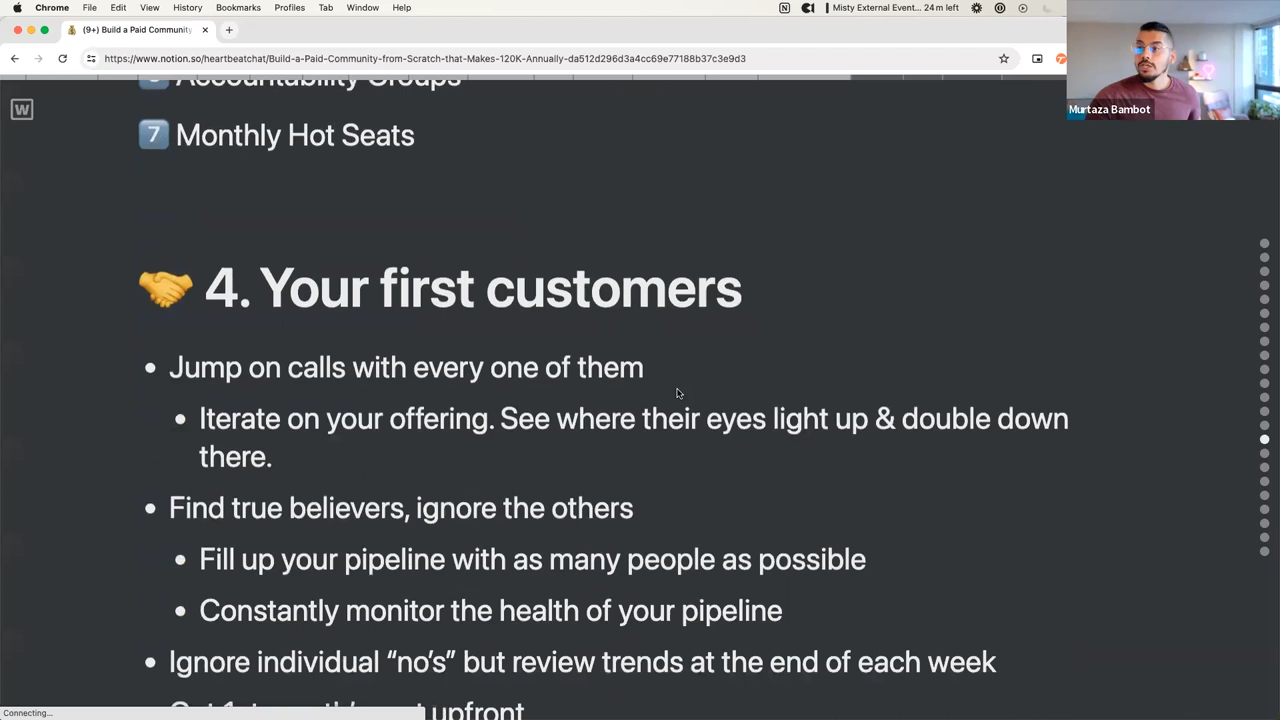 Chrome File Edit View History Bookmarks Profiles Tab Window Help
Misty External Event... 24 m left
(9+) Build a Paid Community
https://www.notion.so/heartbeatchat/Build-a-Paid-Community-from-Scratch-that-Makes-120K-Annually-da512d296d3a4cc69e77188b37c3e9d3
Murtaza Bambot
W
Accountability Groups
7 Monthly Hot Seats
4. Your first customers
• Jump on calls with every one of them
• Iterate on your offering. See where their eyes light up & double down
there.
• Find true believers, ignore the others
• Fill up your pipeline with as many people as possible
• Constantly monitor the health of your pipeline
• Ignore individual “no’s” but review trends at the end of each week
upfront
Connecting...